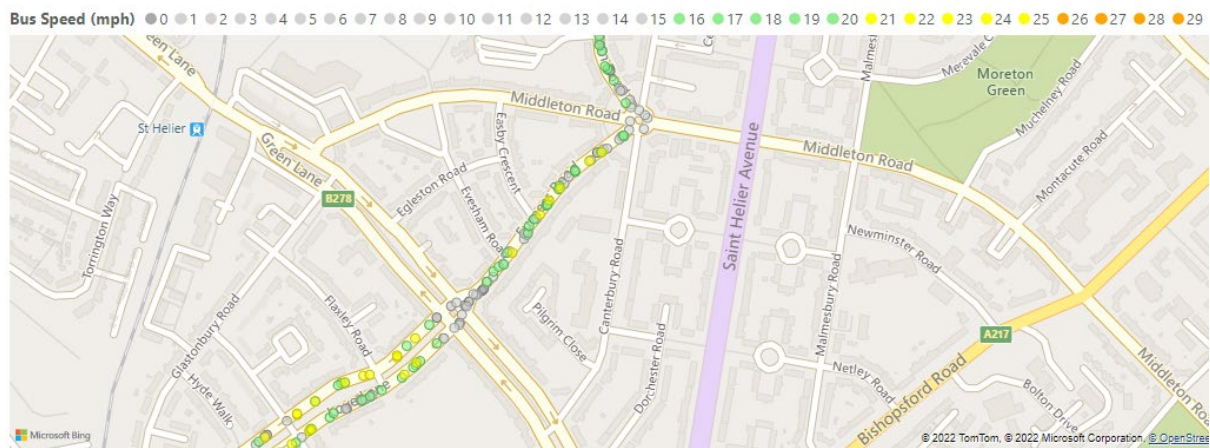 Bus Speed (mph) 0 1 2 3 4 5 6 7 8 9 10 11 12 13 14 15 16 17 18 19 20 21 22 23 24 25 26 27 28 29
Green Lane
Middleton Road
Malmesb
Merevale C
Moreton
Green
Muchelney Road
St Helier
Easby Crescent
Green Lane
Middleton Road
Montacute Road
Torrington Way
B278
Egleston Road
Evesham Road
Saint Helier Avenue
Newminster
Road
Canterbury Road
Malmesbury Road
Glastonbury Road
Flaxley Road
Pilgrim Close
A217
Dorchester Road
Hyde Walk
Netley Road
Bishopsford Road
Bolton Drive
Middleton Road
Microsoft Bing
© 2022 TomTom, © 2022 Microsoft Corporation, © OpenStree